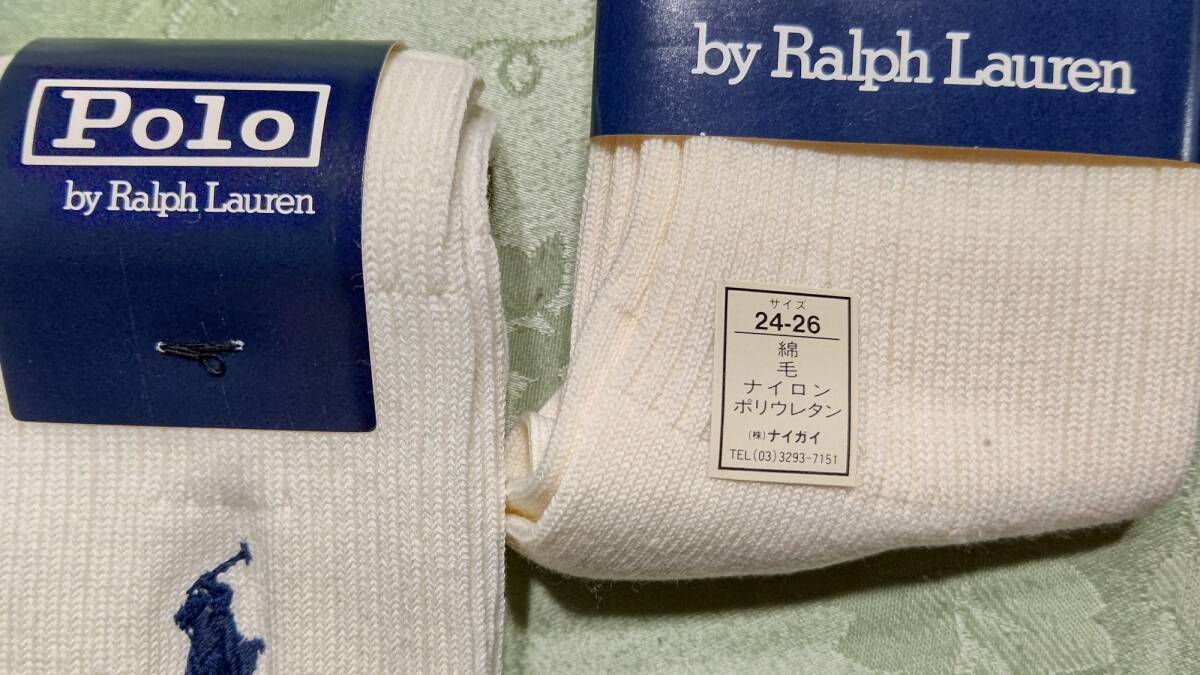 Polo
by Ralph Lauren
by Ralph Lauren
サイズ
24-26
綿
毛
ナイロン
ポリウレタン
(株)ナイガイ
TEL(03)3293-7151